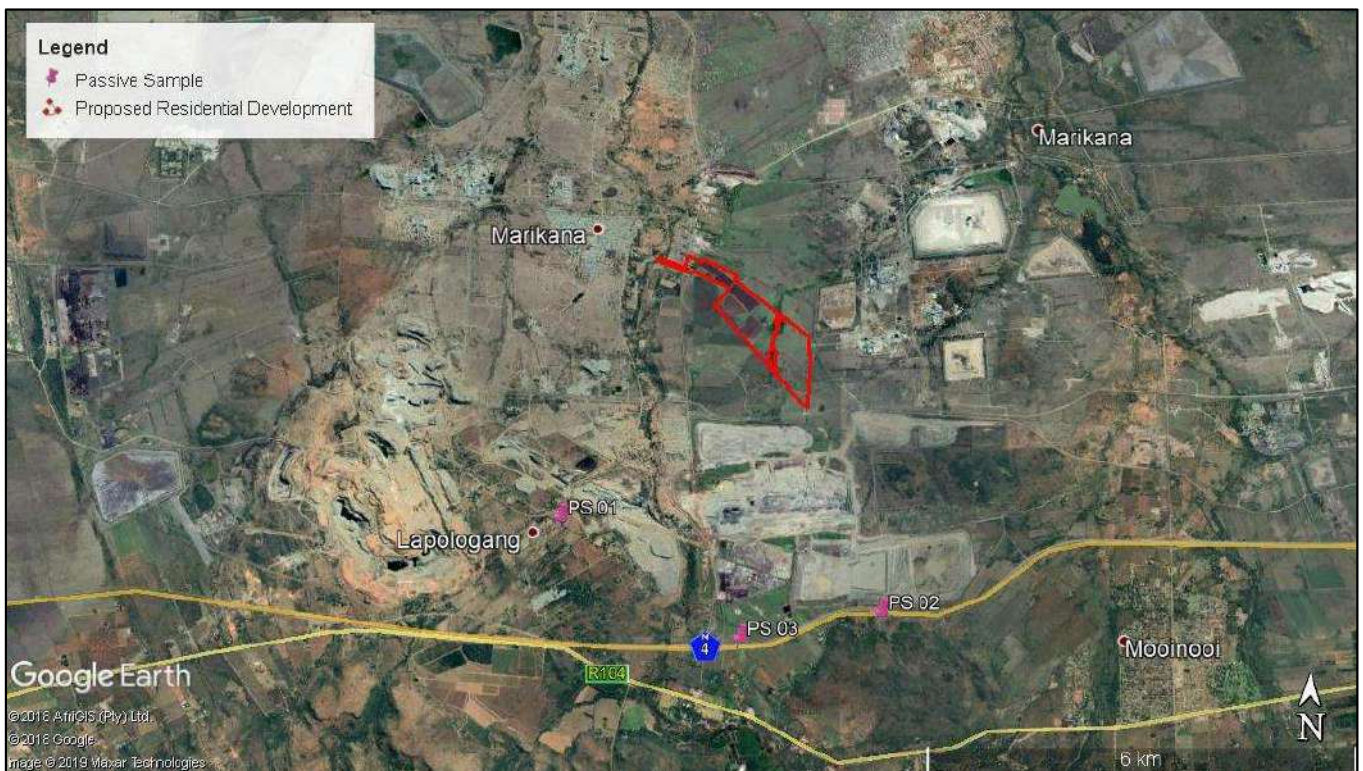 Legend
Passive Sample
Proposed Residential Development
Marikana
Marikana
PS 01
Lapologang
PS 02
PS 03
N
4
Mooinooi
R104
Google Earth
N
©2018 AfriGIS (Pty) Ltd.
©2018 Google
Image © 2019 Maxar Technologies
6 km